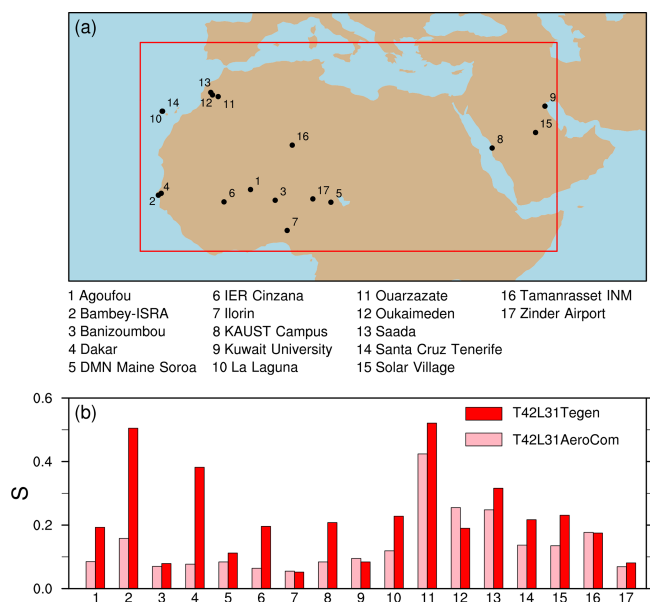 (a)
13
14
12
11
10
9
16
15
8
4
2
1
6
3
17
5
7
1 Agoufou 6 IER Cinzana 11 Ouarzazate 16 Tamanrasset INM
2 Bambey-ISRA 7 Ilorin 12 Oukaimeden 17 Zinder Airport
3 Banizoumbou 8 KAUST Campus 13 Saada
4 Dakar 9 Kuwait University 14 Santa Cruz Tenerife
5 DMN Maine Soroa 10 La Laguna 15 Solar Village
(b)
T42L31Tegen
T42L31AeroCom
S
0.6
0.4
0.2
0.0
1 2 3 4 5 6 7 8 9 10 11 12 13 14 15 16 17